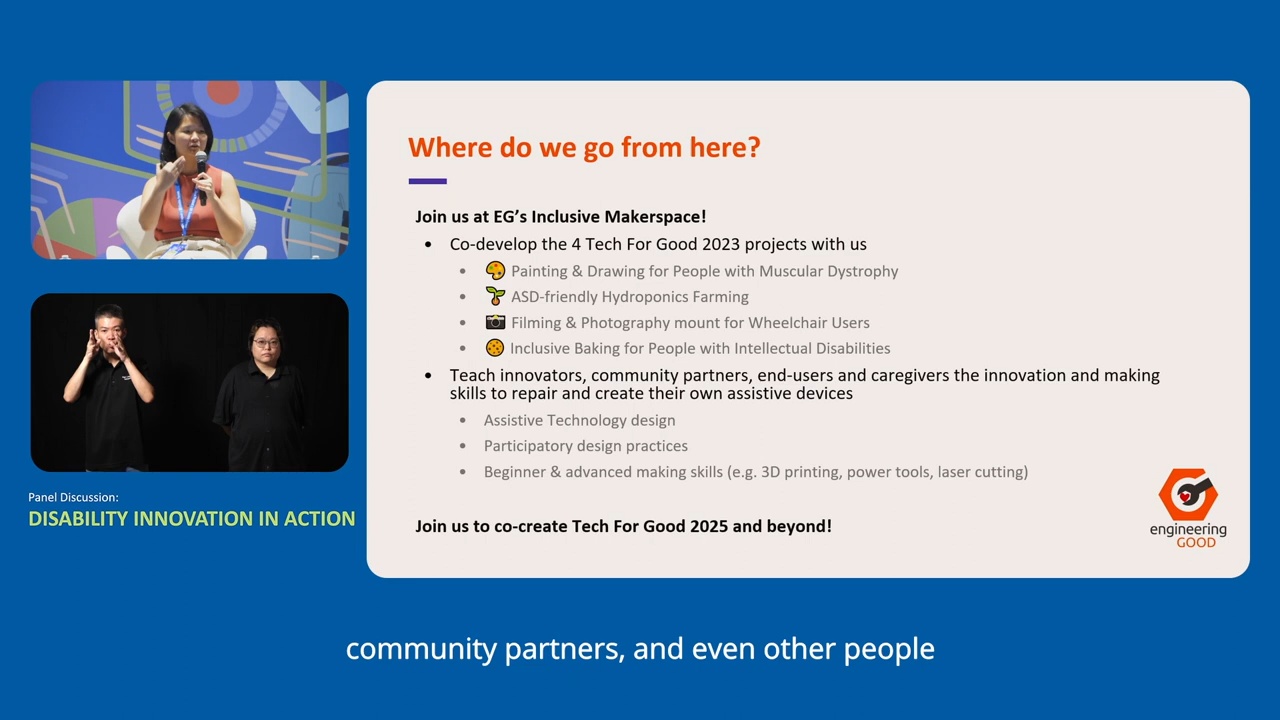 Where do we go from here?
Join us at EG's Inclusive Makerspace!
• Co-develop the 4 Tech For Good 2023 projects with us
• Painting & Drawing for People with Muscular Dystrophy
• ASD-friendly Hydroponics Farming
• Filming & Photography mount for Wheelchair Users
• Inclusive Baking for People with Intellectual Disabilities
• Teach innovators, community partners, end-users and caregivers the innovation and making
skills to repair and create their own assistive devices
• Assistive Technology design
• Participatory design practices
• Beginner & advanced making skills (e.g. 3D printing, power tools, laser cutting)
Join us to co-create Tech For Good 2025 and beyond!
engineering
GOOD
Panel Discussion:
DISABILITY INNOVATION IN ACTION
community partners, and even other people